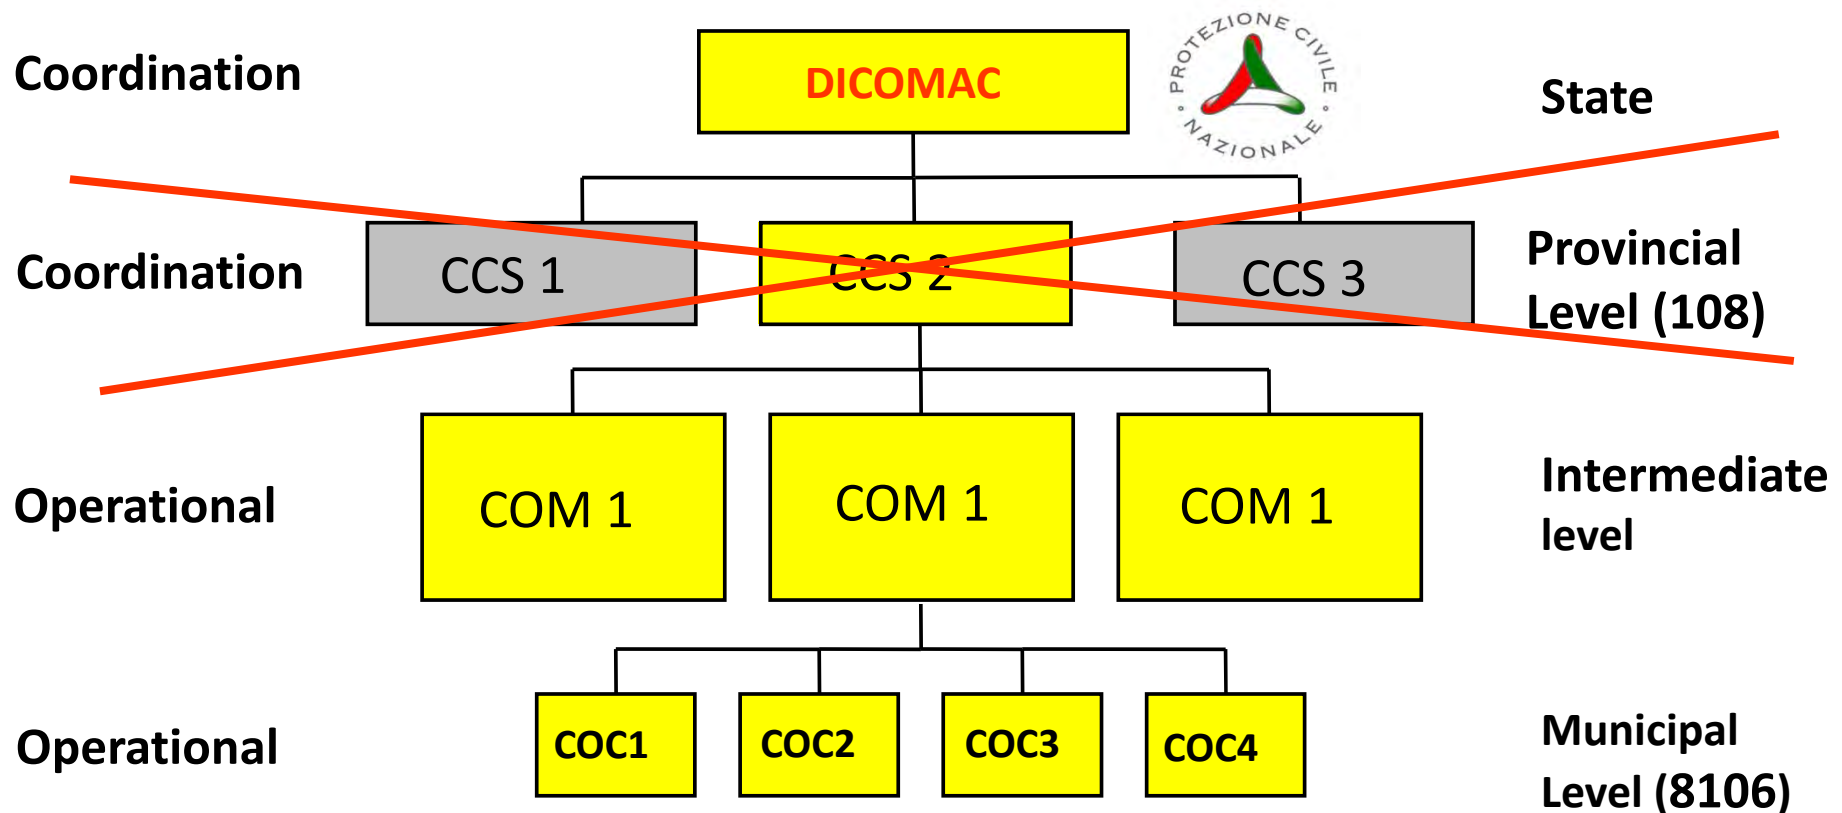 Coordination
DICOMAC
PROTEZIONE CIVILE
NAZIONALE
State
Coordination
CCS 1
CCS 2
CCS 3
Provincial
Level (108)
Operational
COM 1
COM 1
COM 1
Intermediate
level
Operational
COC1
COC2
COC3
COC4
Municipal
Level (8106)